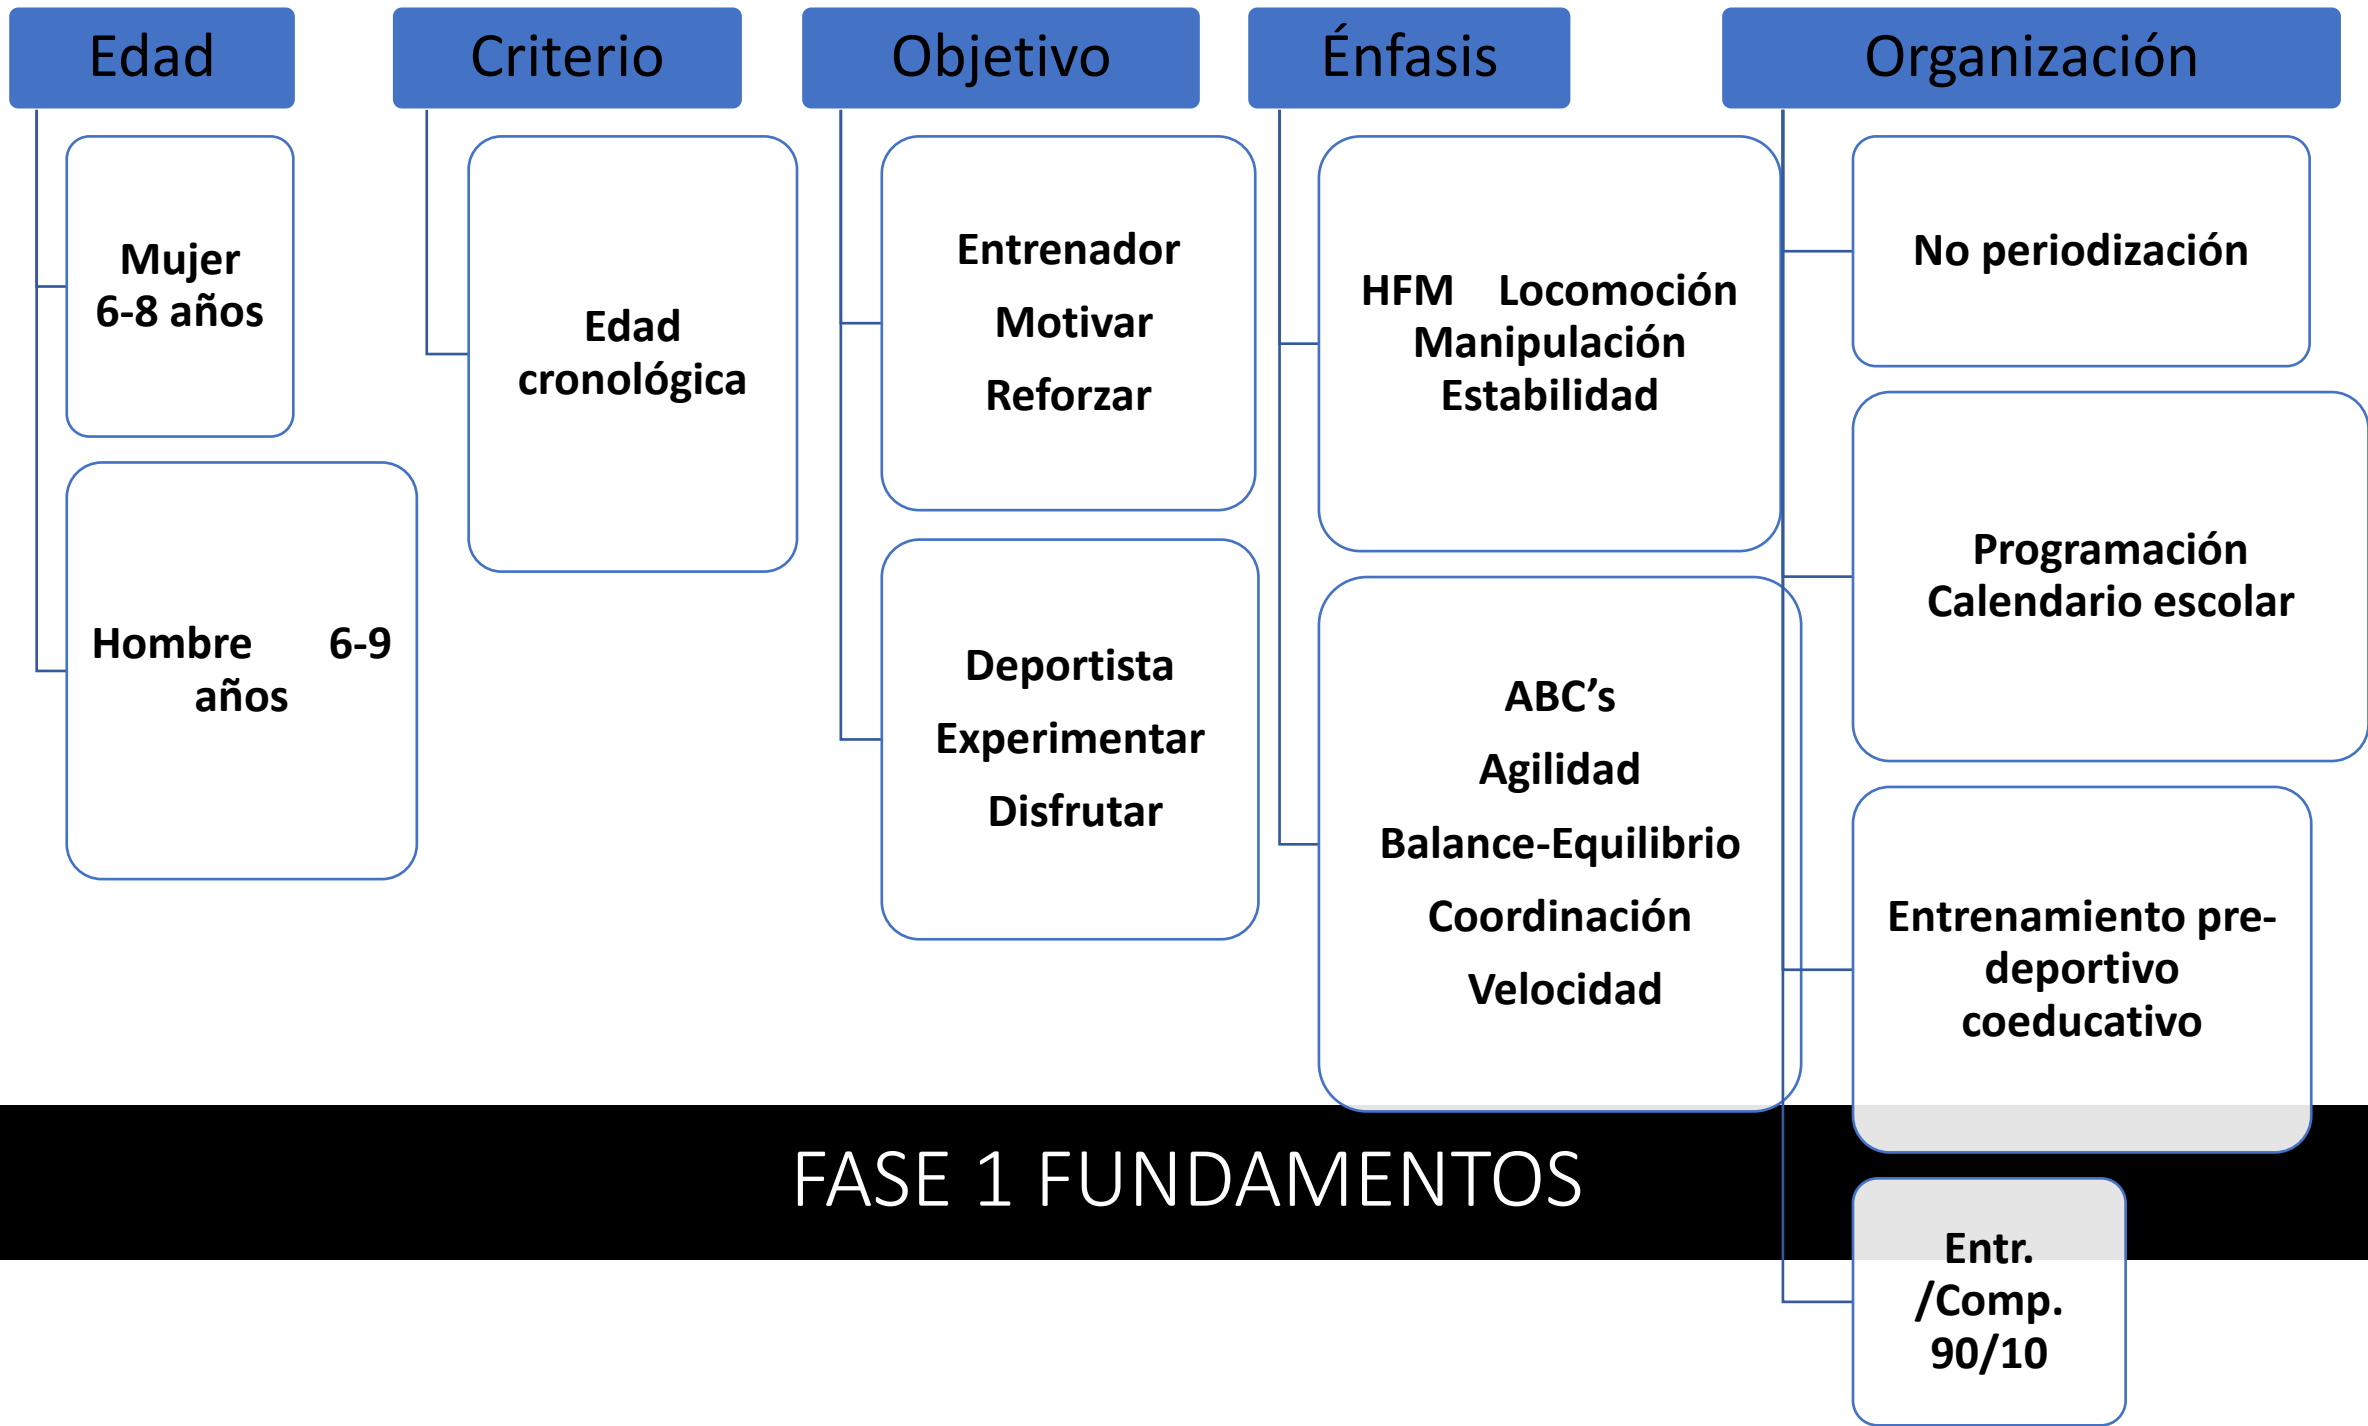 Edad
Mujer
6-8 años
Hombre 6-9
años
Criterio
Edad
cronológica
Objetivo
Entrenador
Motivar
Reforzar
Deportista
Experimentar
Disfrutar
Énfasis
HFM Locomoción
Manipulación
Estabilidad
ABC’s
Agilidad
Balance-Equilibrio
Coordinación
Velocidad
Organización
No periodización
Programación
Calendario escolar
Entrenamiento pre-
deportivo
coeducativo
Entr.
/Comp.
90/10
FASE 1 FUNDAMENTOS